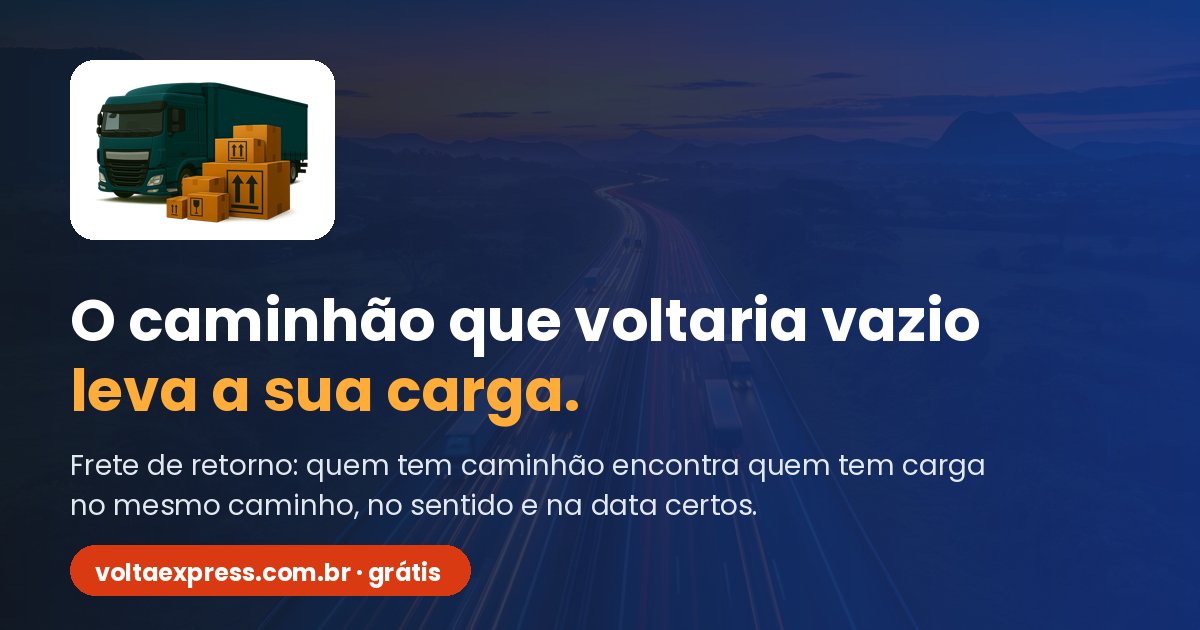 O caminhão que voltaria vazio
leva a sua carga.
Frete de retorno: quem tem caminhão encontra quem tem carga
no mesmo caminho, no sentido e na data certos.
voltaexpress.com.br · grátis